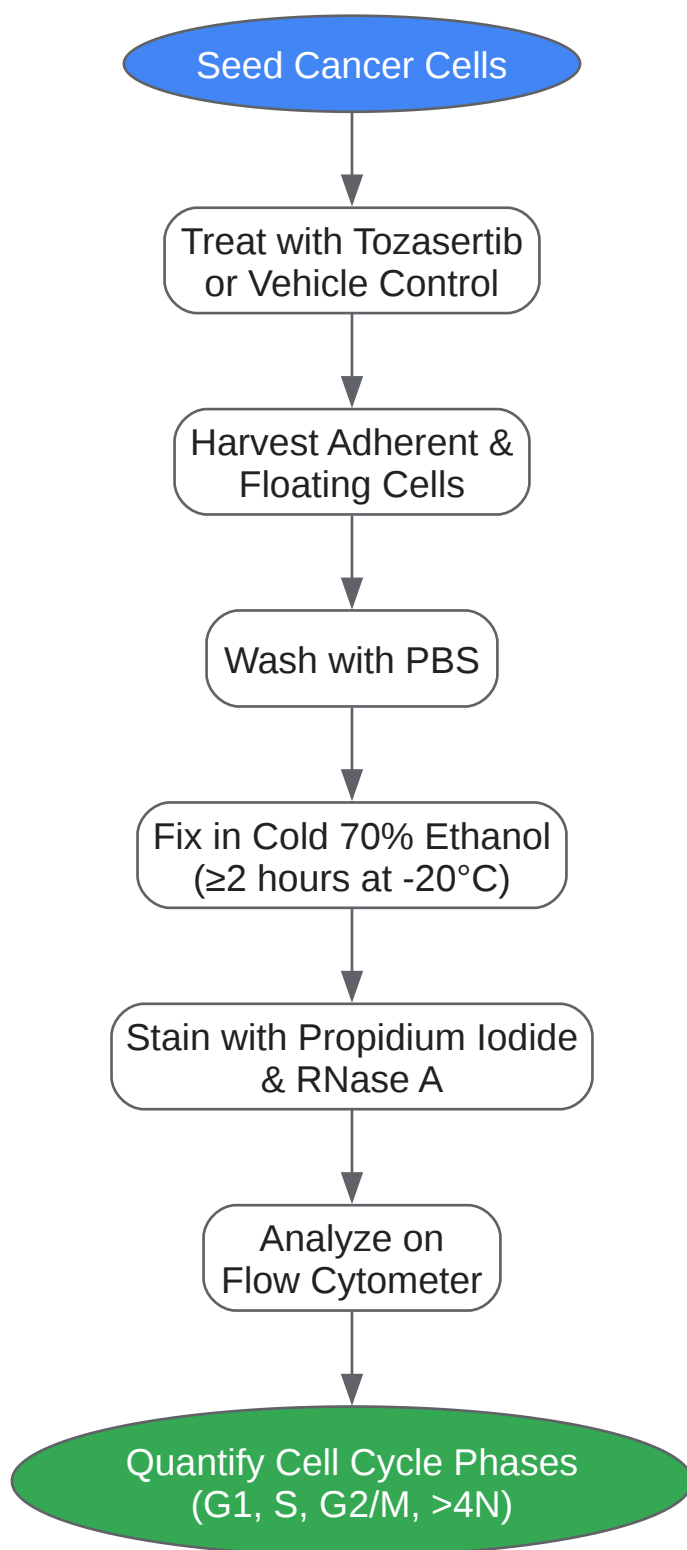 Seed Cancer Cells
Treat with Tozasertib
or Vehicle Control
Harvest Adherent &
Floating Cells
Wash with PBS
Fix in Cold 70% Ethanol
(≥2 hours at -20°C)
Stain with Propidium Iodide
& RNase A
Analyze on
Flow Cytometer
Quantify Cell Cycle Phases
(G1, S, G2/M, >4N)